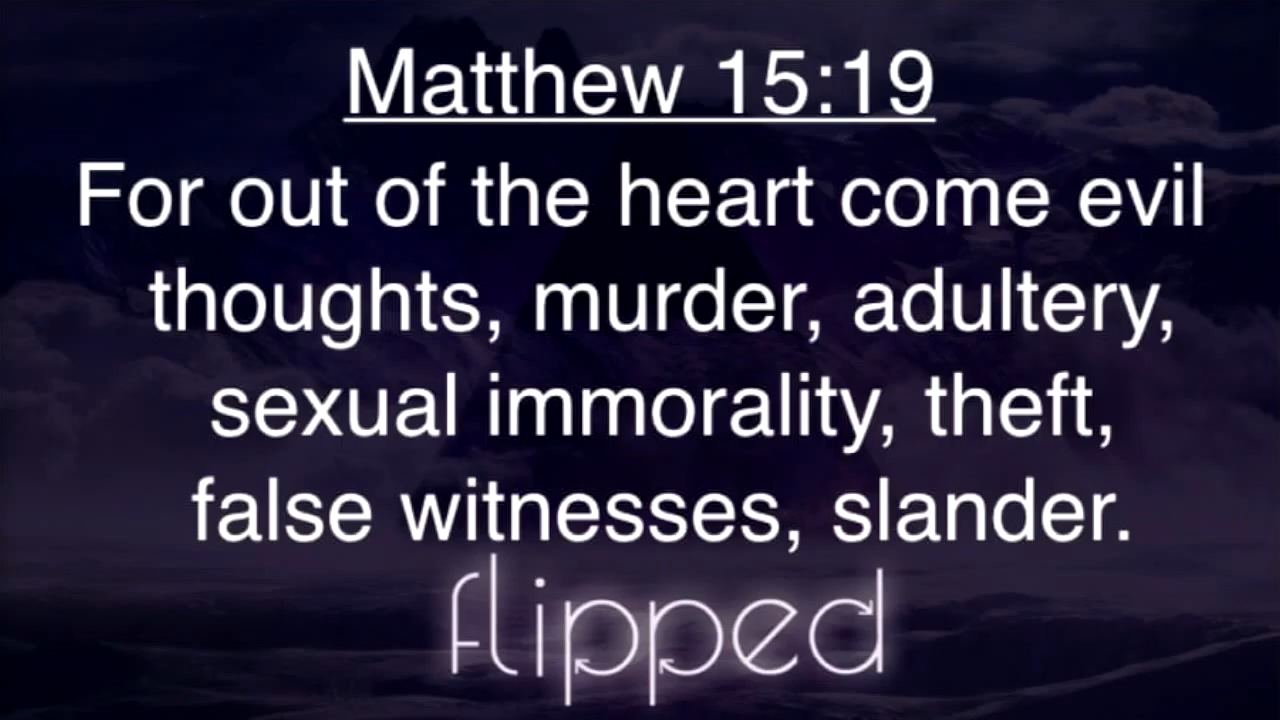 Matthew 15:19
For out of the heart come evil
thoughts, murder, adultery,
sexual immorality, theft,
false witnesses, slander.
flipped